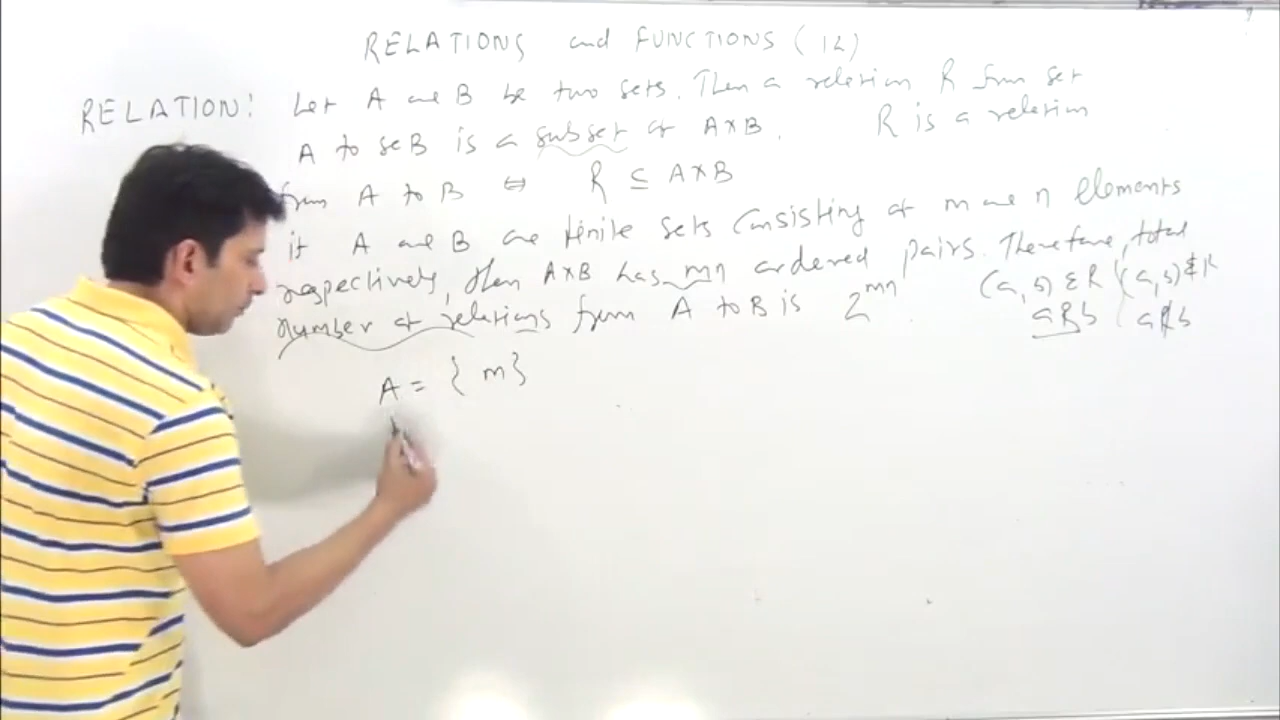 RELATIONS and FUNCTIONS (12)
RELATION: Let A and B be two sets. Then a relation R from set
A to set B is a subset of A×B. R is a relation
from A to B ⇔ R ⊆ A×B
if A and B are finite sets consisting of m and n elements
respectively, then A×B has mn ordered pairs. Therefore, total
number of relations from A to B is 2^mn
(a, b) ∈ R (a, b) ∉ R
aRb aR̸b
A = { m }